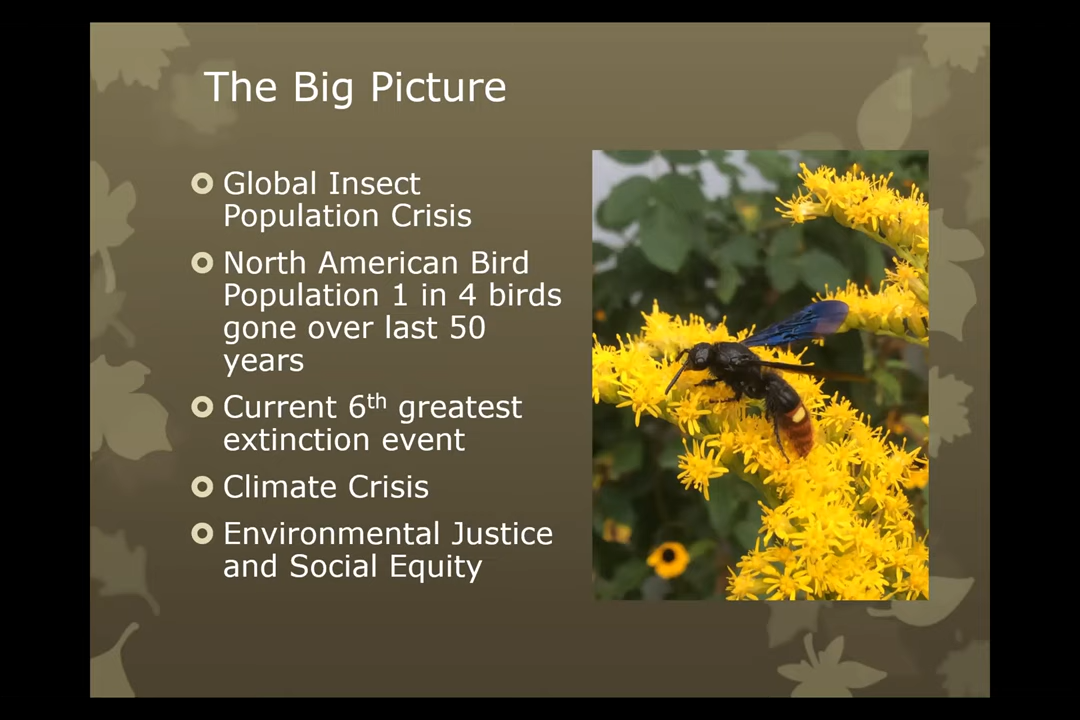 The Big Picture
Global Insect
Population Crisis
North American Bird
Population 1 in 4 birds
gone over last 50
years
Current 6th greatest
extinction event
Climate Crisis
Environmental Justice
and Social Equity